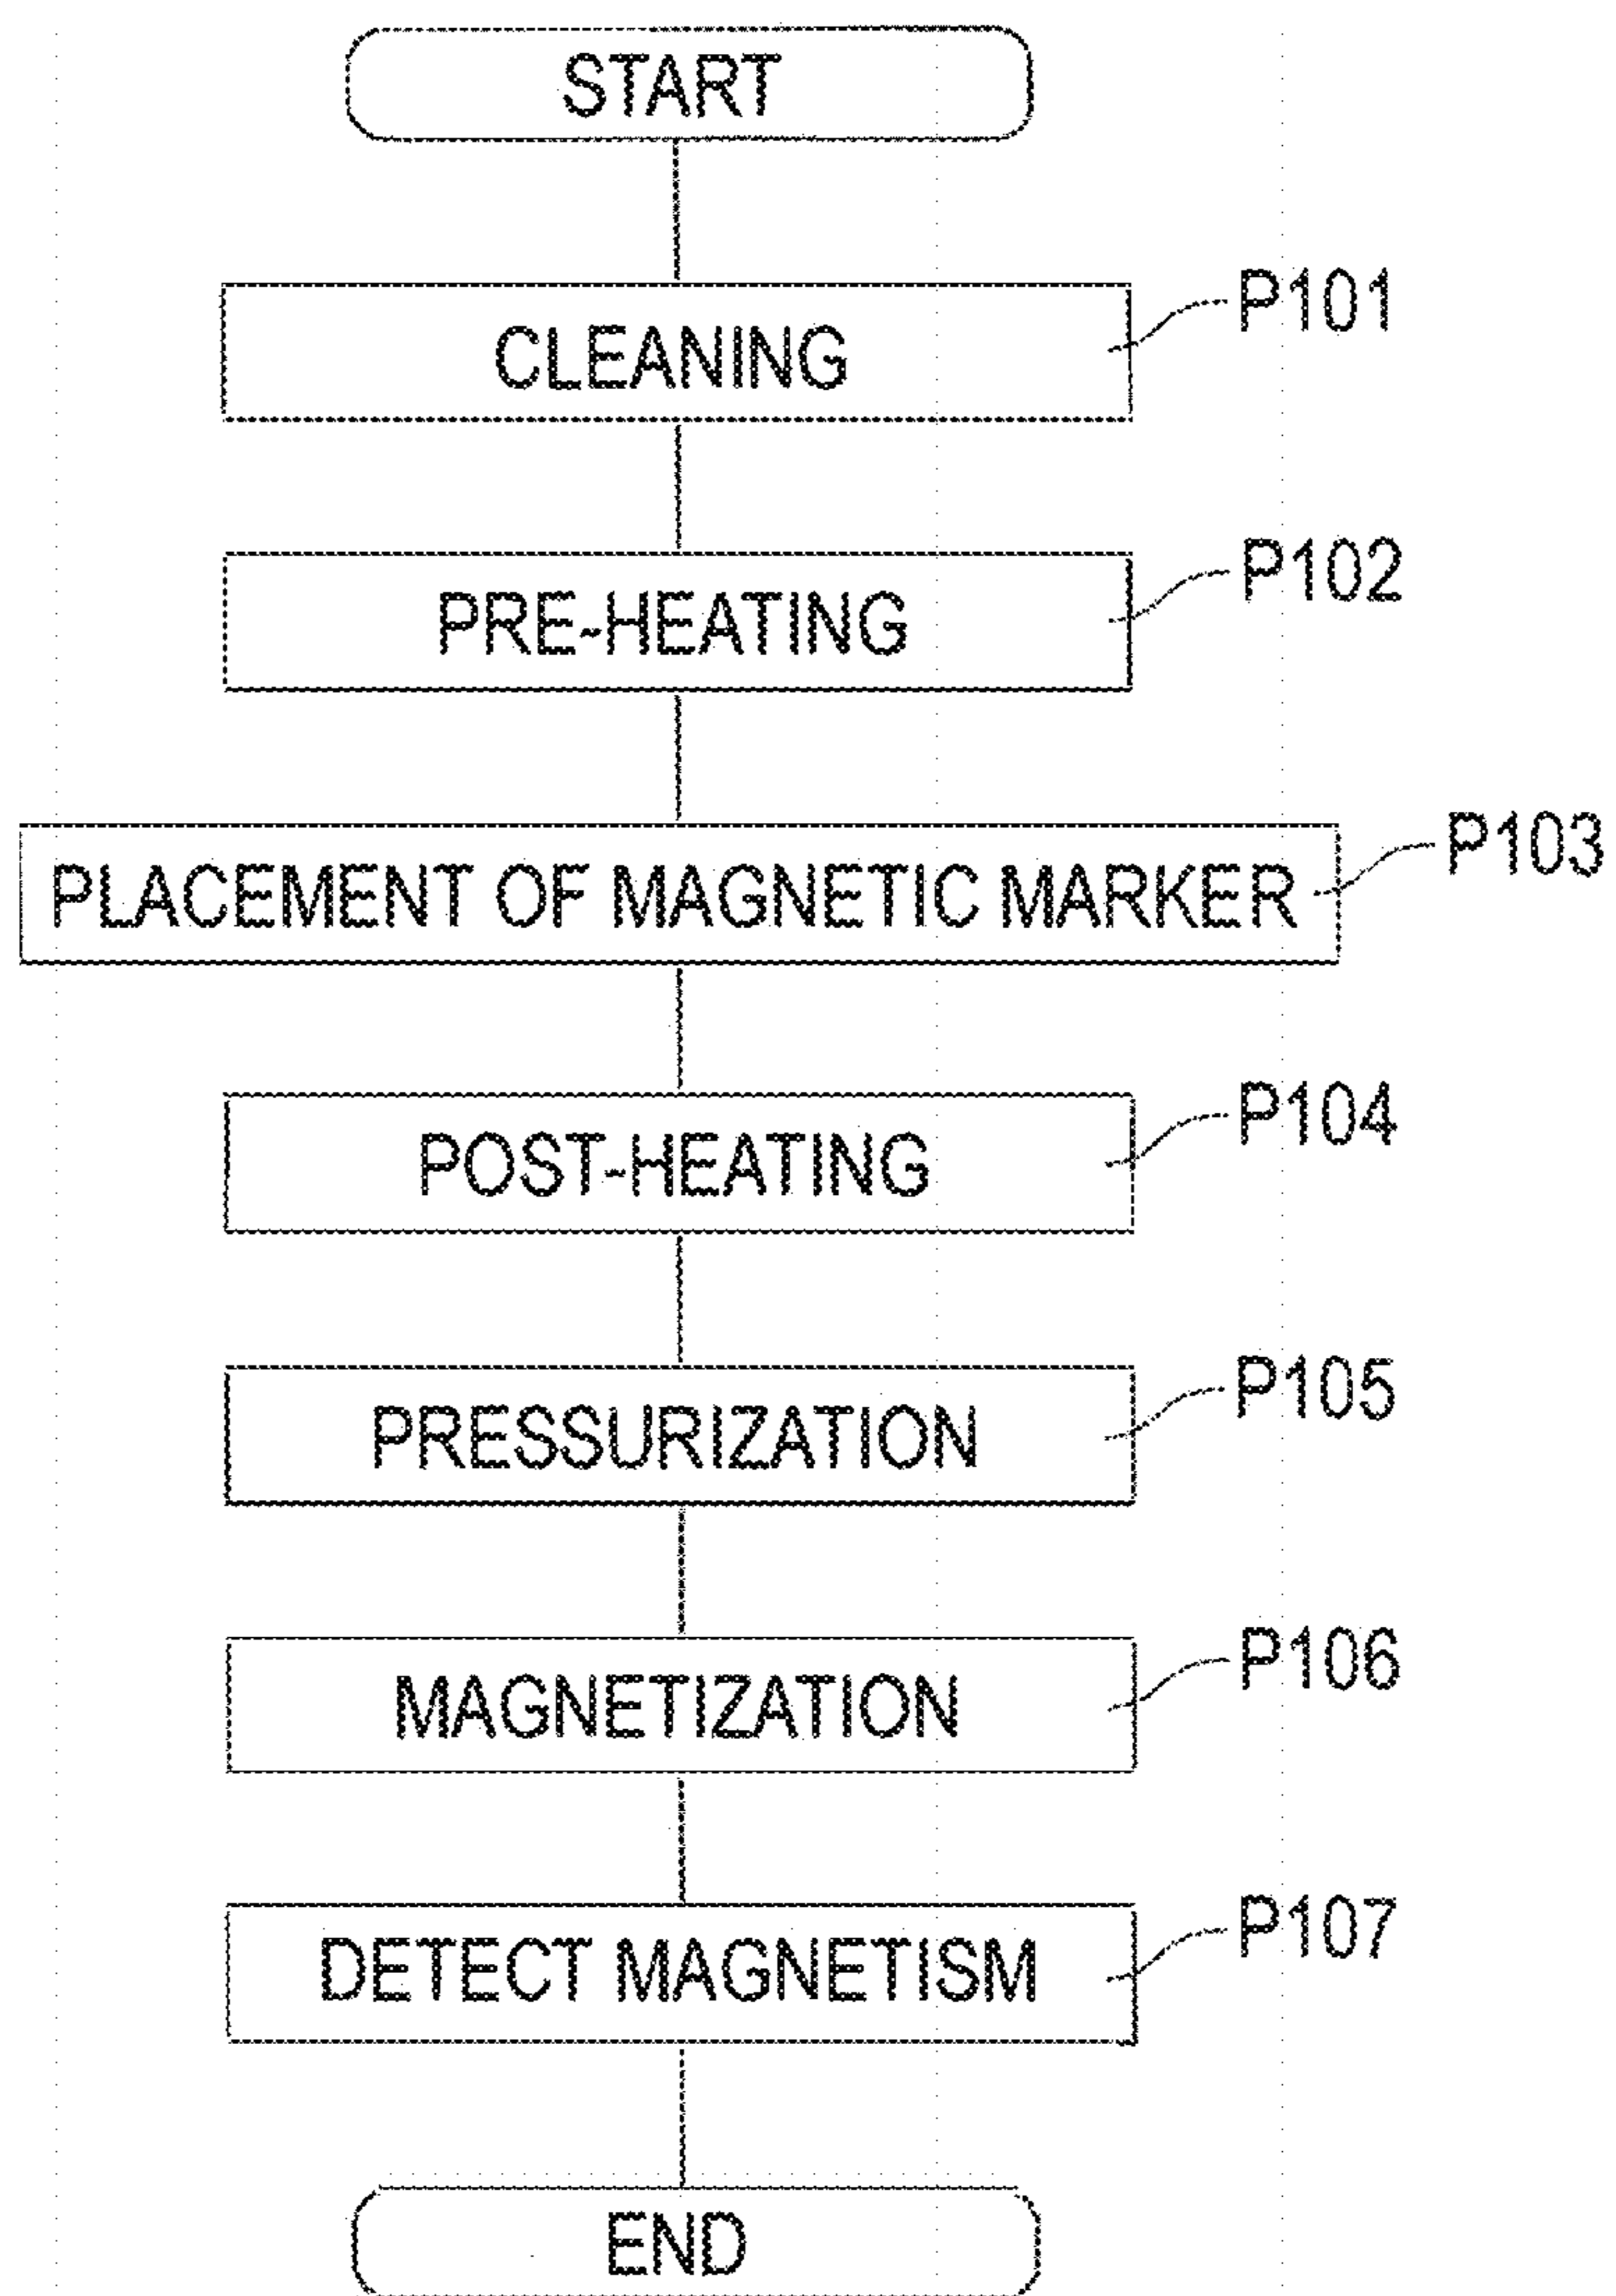 START
CLEANING
P101
PRE-HEATING
P102
PLACEMENT OF MAGNETIC MARKER
P103
POST-HEATING
P104
PRESSURIZATION
P105
MAGNETIZATION
P106
DETECT MAGNETISM
P107
END